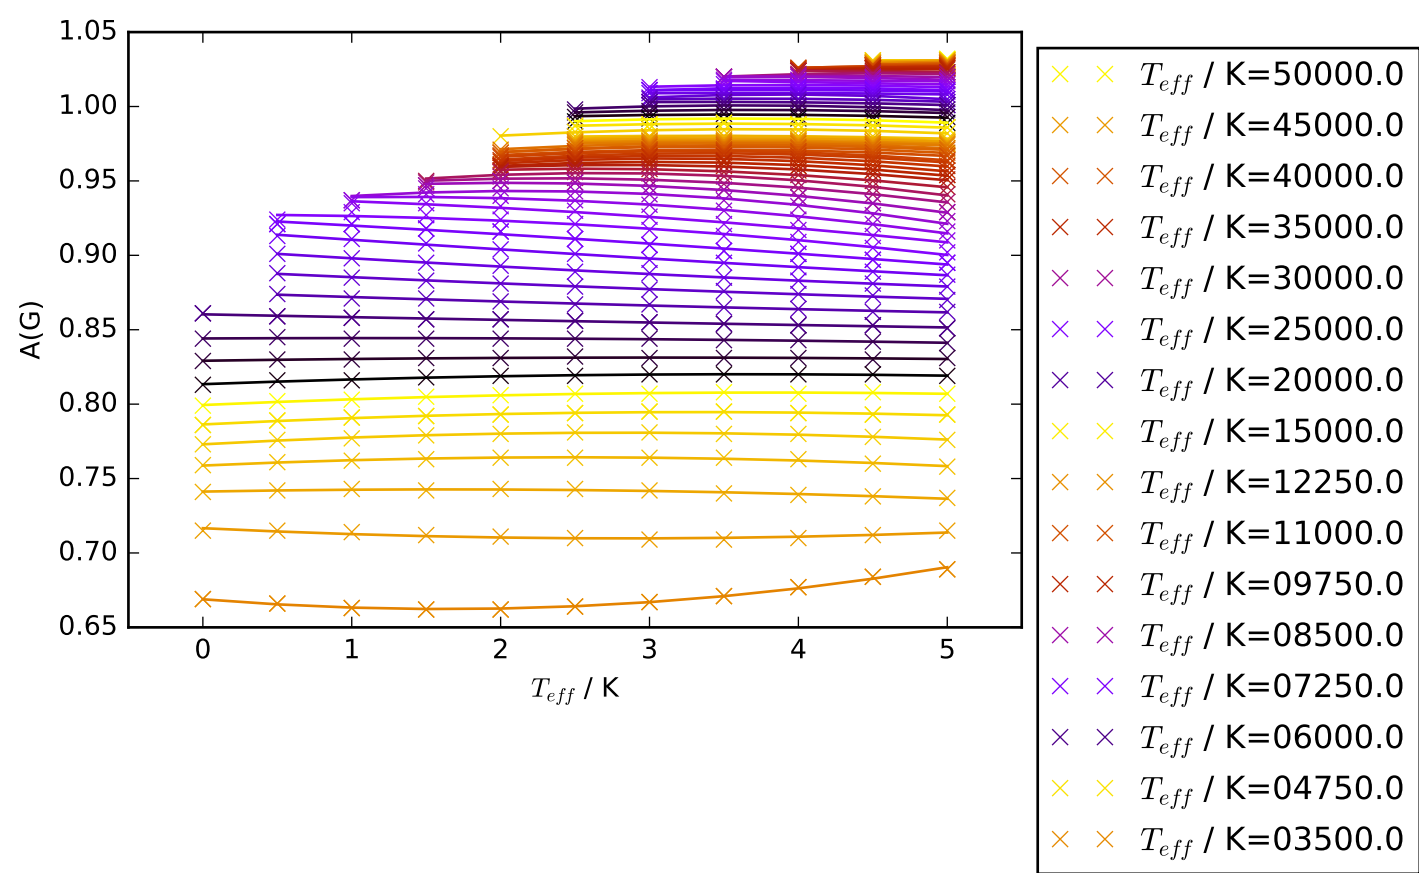 1.05
1.00
0.95
0.90
0.85
0.80
0.75
0.70
0.65
A(G)
0 1 2 3 4 5
T_eff / K
T_eff / K=50000.0
T_eff / K=45000.0
T_eff / K=40000.0
T_eff / K=35000.0
T_eff / K=30000.0
T_eff / K=25000.0
T_eff / K=20000.0
T_eff / K=15000.0
T_eff / K=12250.0
T_eff / K=11000.0
T_eff / K=09750.0
T_eff / K=08500.0
T_eff / K=07250.0
T_eff / K=06000.0
T_eff / K=04750.0
T_eff / K=03500.0